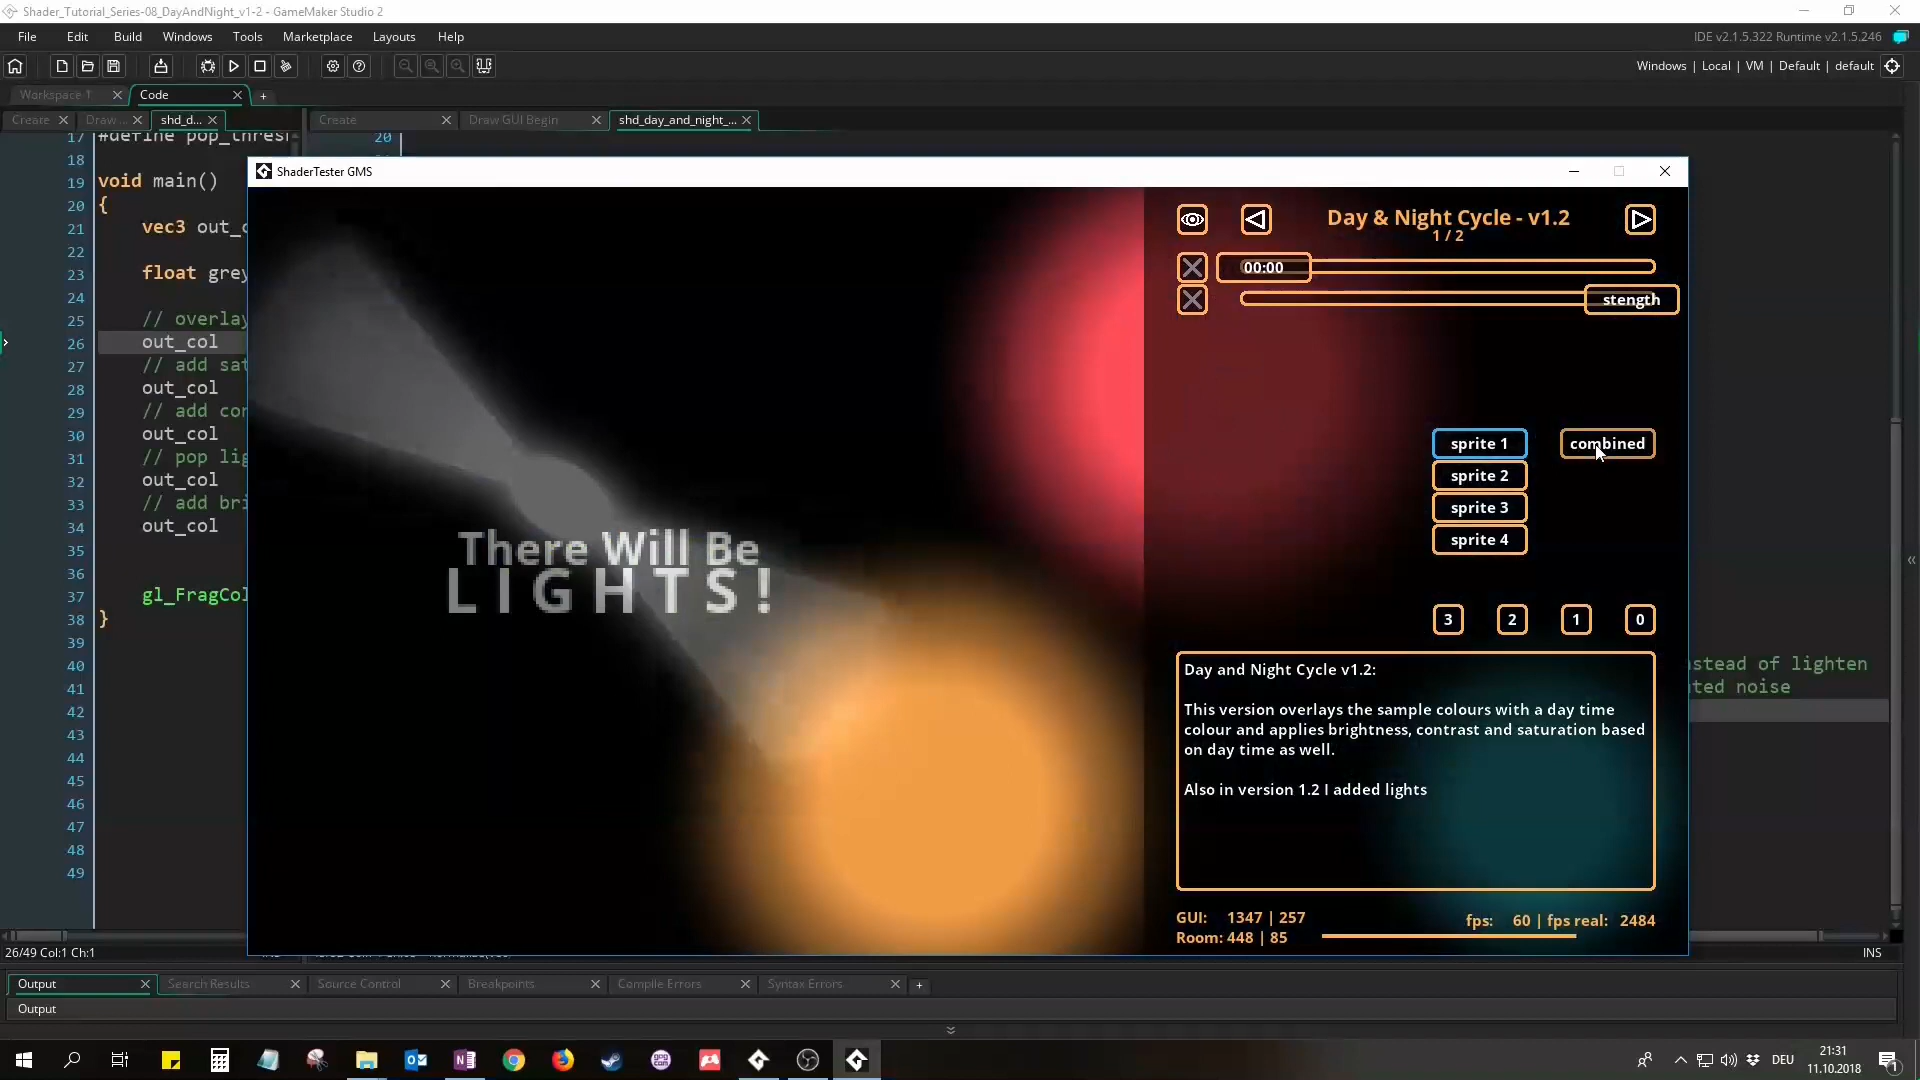 Shader_Tutorial_Series-08_DayAndNight_v1-2 - GameMaker Studio 2
File Edit Build Windows Tools Marketplace Layouts Help
IDE v2.1.5.322 Runtime v2.1.5.246
Windows | Local | VM | Default | default
Workspace 1
Code
Create
Draw ...
shd_d...
Create
Draw GUI Begin
shd_day_and_night_...
17 #define pop_thres
20
18
19 void main()
20 {
21 vec3 out_c
22
23 float grey
24
25 // overlay
26 out_col
27 // add sat
28 out_col
29 // add con
30 out_col
31 // pop lig
32 out_col
33 // add bri
34 out_col
35
36
37 gl_FragCol
38 }
39
40
41
42
43
44
45
46
47
48
49
ShaderTester GMS
There Will Be
LIGHTS!
Day & Night Cycle - v1.2
1 / 2
00:00
stength
sprite 1
combined
sprite 2
sprite 3
sprite 4
3 2 1 0
Day and Night Cycle v1.2:
This version overlays the sample colours with a day time
colour and applies brightness, contrast and saturation based
on day time as well.
Also in version 1.2 I added lights
GUI: 1347 | 257
Room: 448 | 85
fps: 60 | fps real: 2484
stead of lighten
ted noise
26/49 Col:1 Ch:1
INS
Output
Search Results
Source Control
Breakpoints
Compile Errors
Syntax Errors
Output
DEU
21:31
11.10.2018